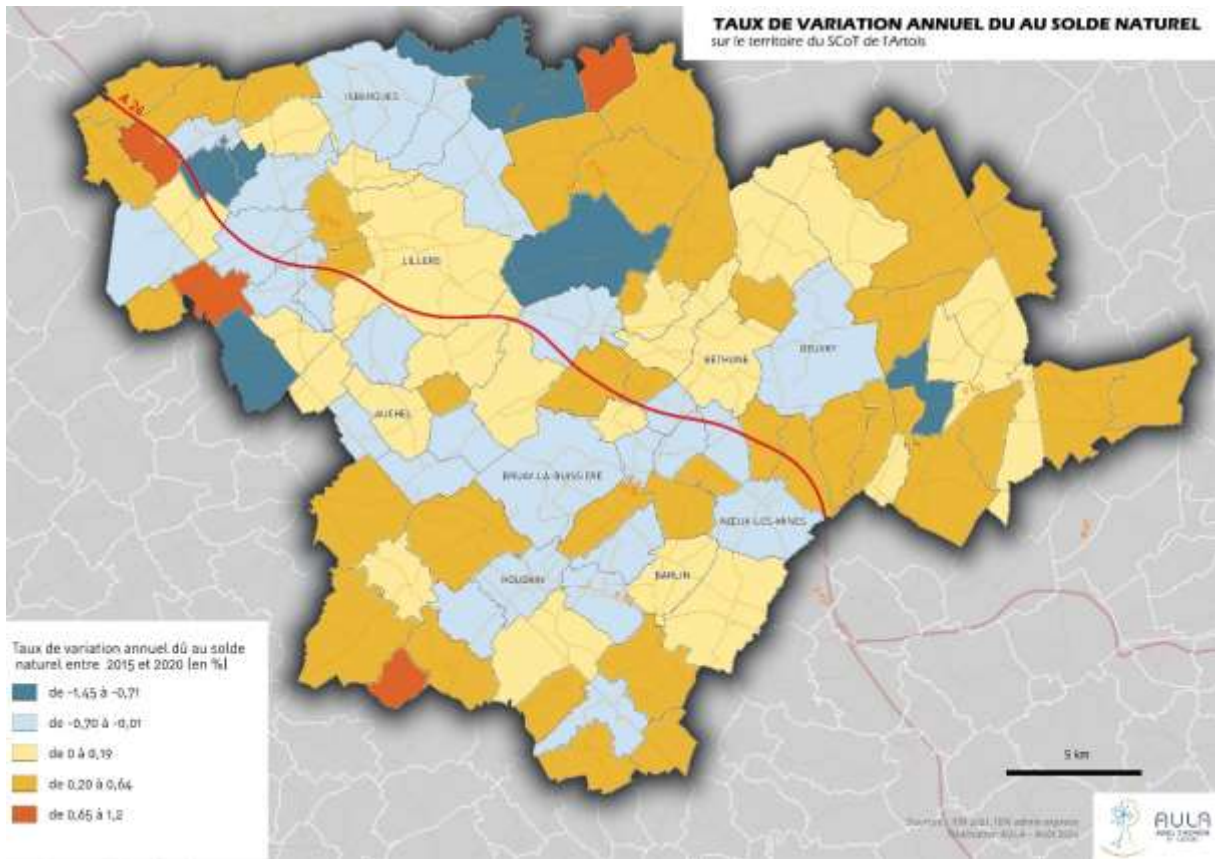 TAUX DE VARIATION ANNUEL DU AU SOLDE NATUREL
sur le territoire du SCoT de l'Artois
A 26
ISBERGUES
LILLERS
BETHUNE
BEUVRY
AUCHEL
BRUAY-LA-BUISSIERE
NOEUX-LES-MINES
HOUDAIN
BARLIN
Taux de variation annuel dû au solde
naturel entre 2015 et 2020 (en %)
de -1,45 à -0,71
de -0,70 à -0,01
de 0 à 0,19
de 0,20 à 0,64
de 0,65 à 1,2
5 km
AULA